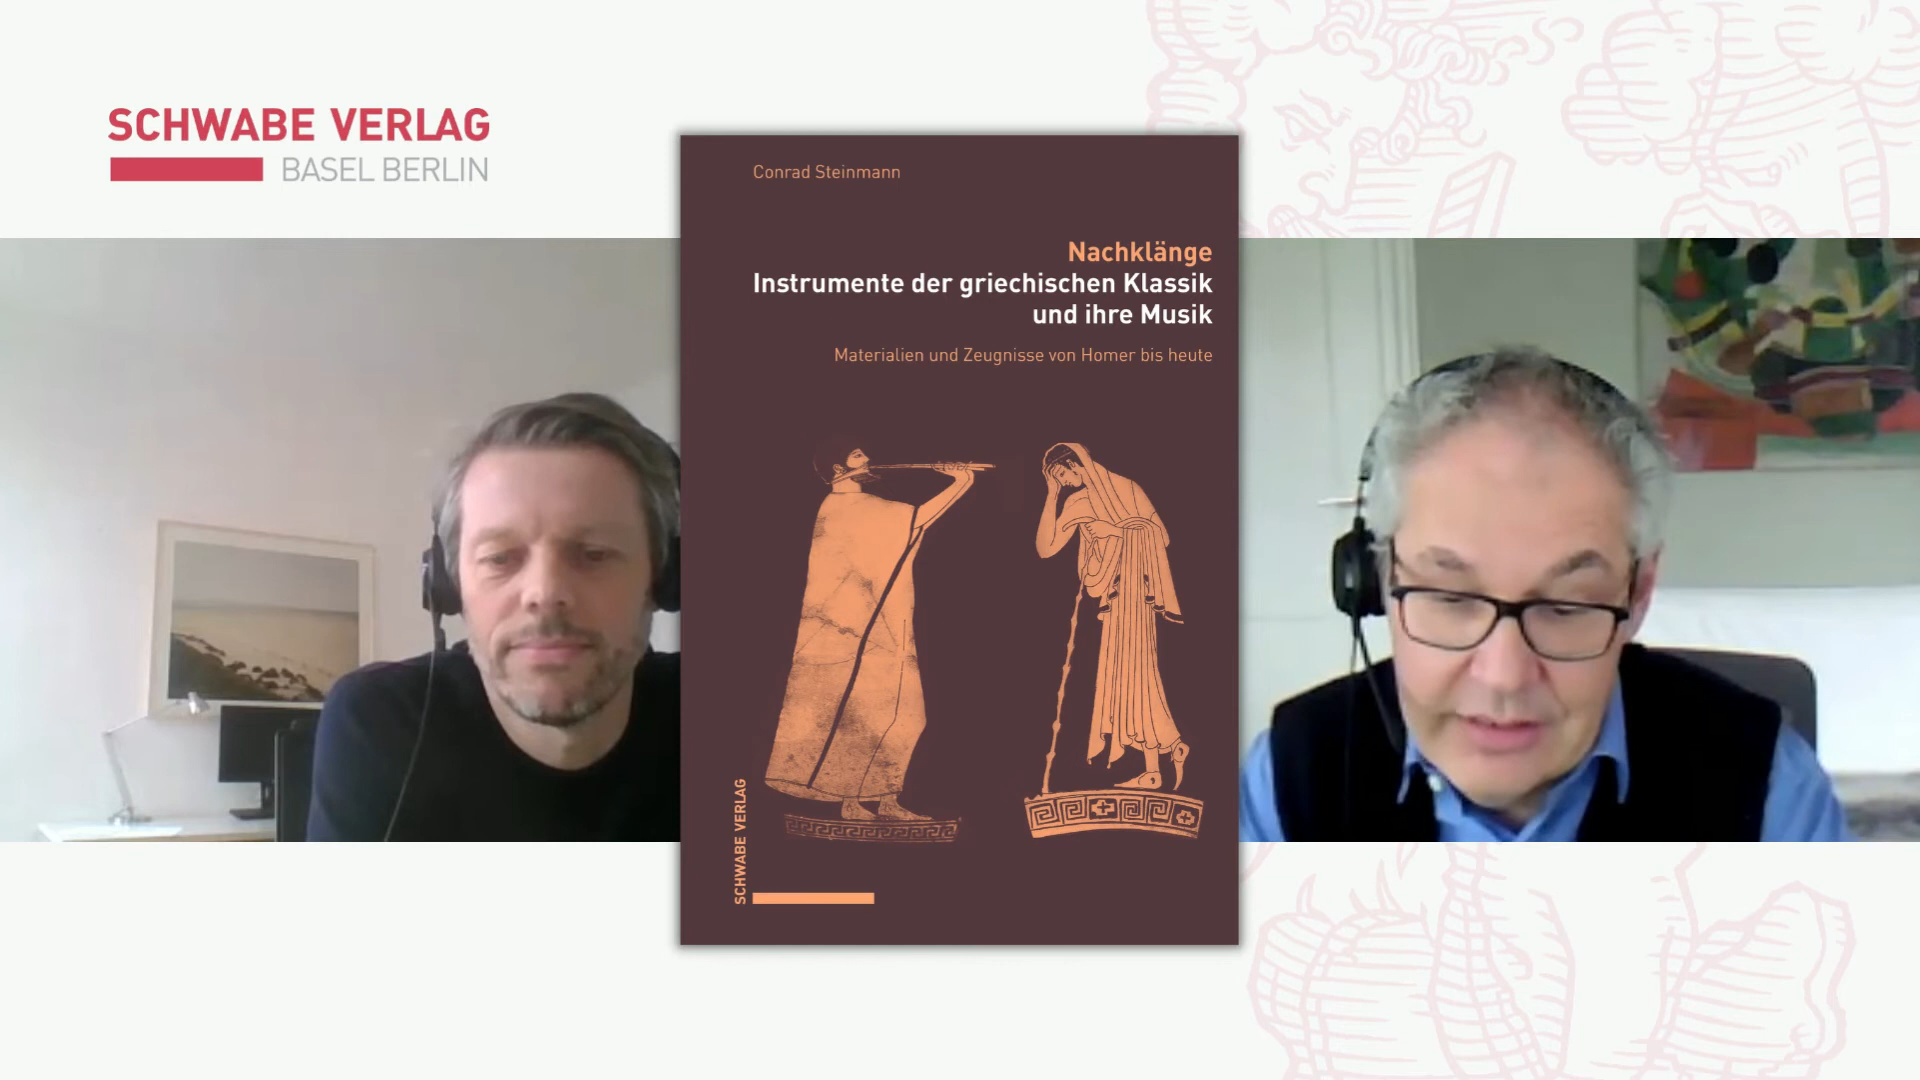 SCHWABE VERLAG
BASEL BERLIN
Conrad Steinmann
Nachklänge
Instrumente der griechischen Klassik
und ihre Musik
Materialien und Zeugnisse von Homer bis heute
SCHWABE VERLAG